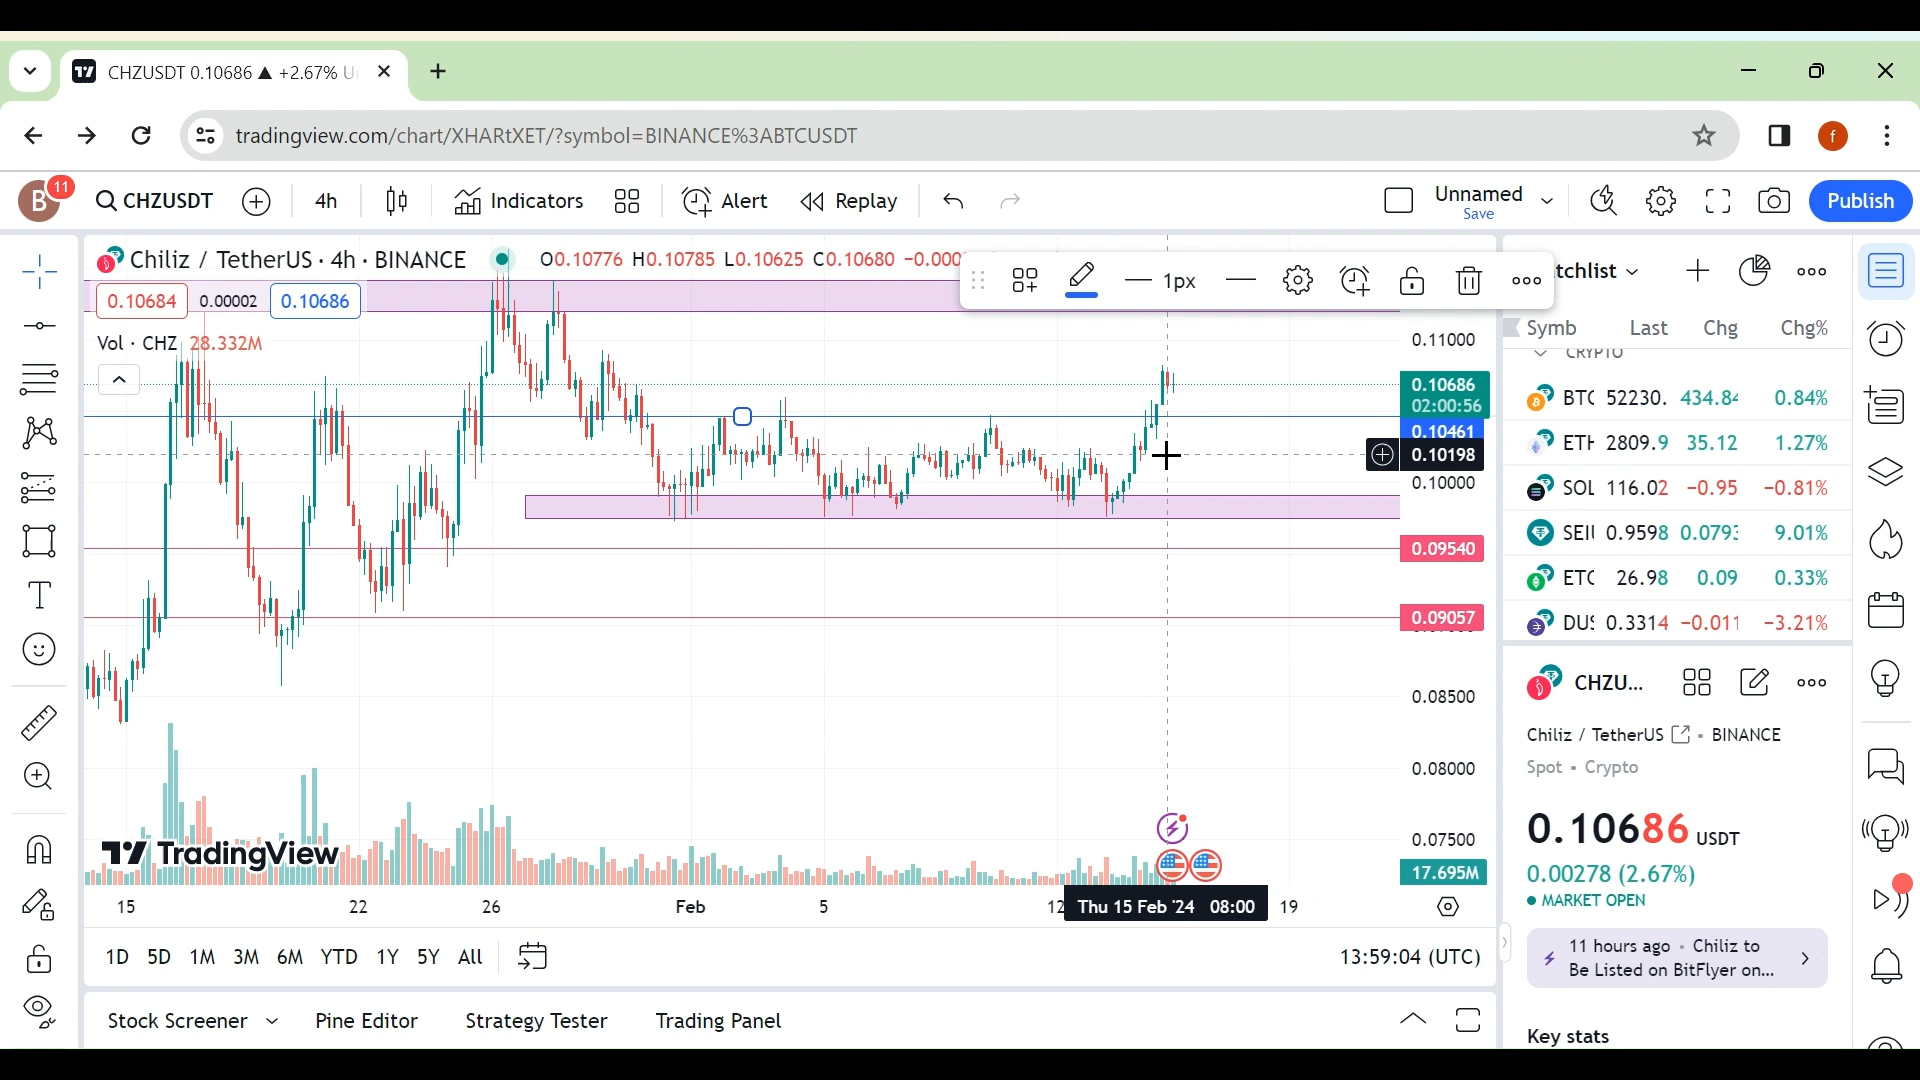 CHZUSDT 0.10686 ▲ +2.67% U
tradingview.com/chart/XHARtXET/?symbol=BINANCE%3ABTCUSDT
f
B 11 CHZUSDT 4h Indicators Alert Replay Unnamed Save Publish
Chiliz / TetherUS · 4h · BINANCE O0.10776 H0.10785 L0.10625 C0.10680 −0.000
0.10684 0.00002 0.10686
Vol · CHZ 28.332M
1px
0.11000
0.10686
02:00:56
0.10461
0.10198
0.10000
0.09540
0.09057
0.08500
0.08000
0.07500
17.695M
TradingView
15 22 26 Feb 5 12 Thu 15 Feb '24 08:00 19
1D 5D 1M 3M 6M YTD 1Y 5Y All 13:59:04 (UTC)
Stock Screener Pine Editor Strategy Tester Trading Panel
tchlist
Symb Last Chg Chg%
CRYPTO
BTC 52230. 434.84 0.84%
ETH 2809.9 35.12 1.27%
SOL 116.02 −0.95 −0.81%
SEIU 0.9598 0.0793 9.01%
ETC 26.98 0.09 0.33%
DUS 0.3314 −0.011 −3.21%
CHZU...
Chiliz / TetherUS • BINANCE
Spot • Crypto
0.10686 USDT
0.00278 (2.67%)
MARKET OPEN
11 hours ago • Chiliz to
Be Listed on BitFlyer on...
Key stats